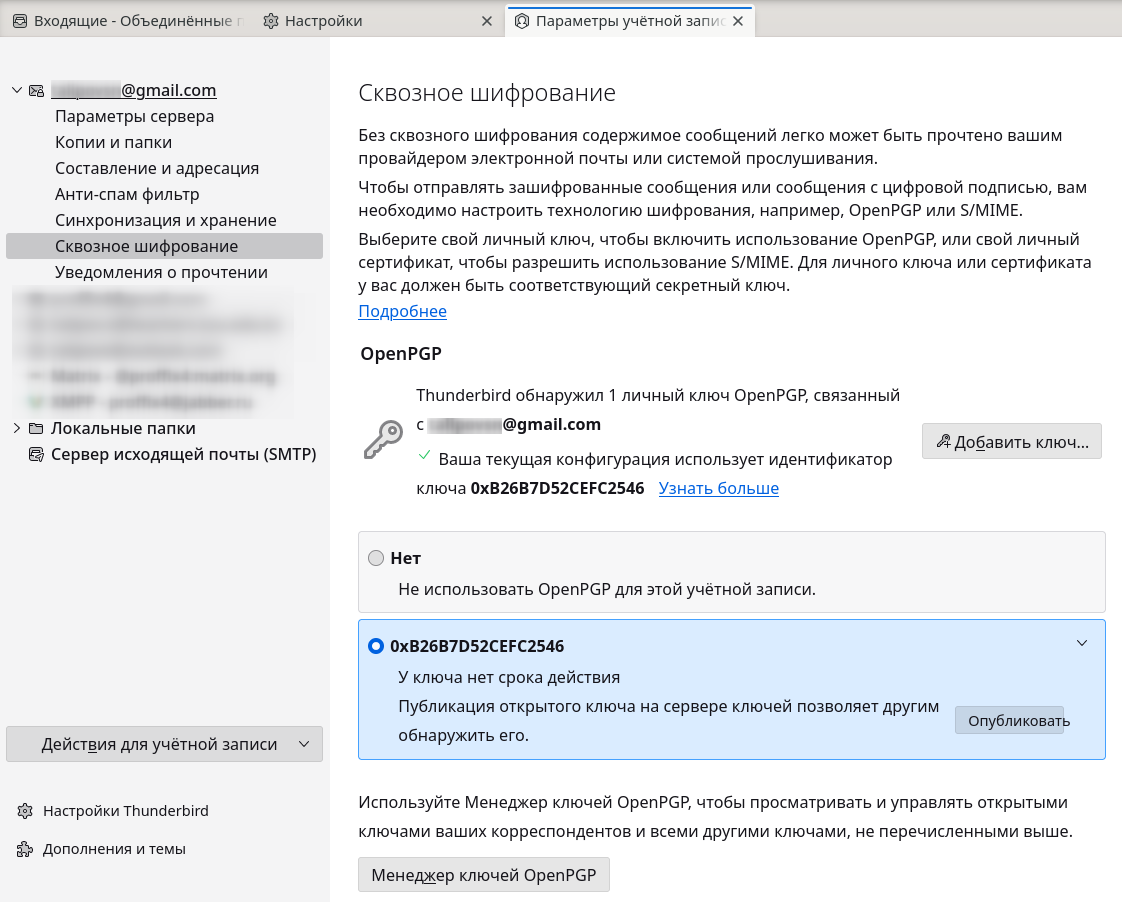 Входящие - Объединённые
Настройки
Параметры учётной запис
@gmail.com
Параметры сервера
Копии и папки
Составление и адресация
Анти-спам фильтр
Синхронизация и хранение
Сквозное шифрование
Уведомления о прочтении
Локальные папки
Сервер исходящей почты (SMTP)
Действия для учётной записи
Настройки Thunderbird
Дополнения и темы
Сквозное шифрование
Без сквозного шифрования содержимое сообщений легко может быть прочтено вашим
провайдером электронной почты или системой прослушивания.
Чтобы отправлять зашифрованные сообщения или сообщения с цифровой подписью, вам
необходимо настроить технологию шифрования, например, OpenPGP или S/MIME.
Выберите свой личный ключ, чтобы включить использование OpenPGP, или свой личный
сертификат, чтобы разрешить использование S/MIME. Для личного ключа или сертификата
у вас должен быть соответствующий секретный ключ.
Подробнее
OpenPGP
Thunderbird обнаружил 1 личный ключ OpenPGP, связанный
с @gmail.com
Ваша текущая конфигурация использует идентификатор
ключа 0xB26B7D52CEFC2546 Узнать больше
Добавить ключ...
Нет
Не использовать OpenPGP для этой учётной записи.
0xB26B7D52CEFC2546
У ключа нет срока действия
Публикация открытого ключа на сервере ключей позволяет другим
обнаружить его.
Опубликовать
Используйте Менеджер ключей OpenPGP, чтобы просматривать и управлять открытыми
ключами ваших корреспондентов и всеми другими ключами, не перечисленными выше.
Менеджер ключей OpenPGP